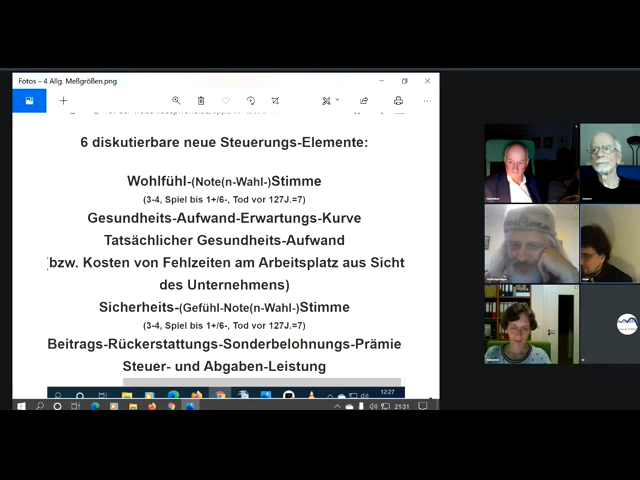 Fotos – 4 Allg. Meßgrößen.png
6 diskutierbare neue Steuerungs-Elemente:
Wohlfühl-(Note(n-Wahl-)Stimme
(3-4, Spiel bis 1+/6-, Tod vor 127J.=7)
Gesundheits-Aufwand-Erwartungs-Kurve
Tatsächlicher Gesundheits-Aufwand
(bzw. Kosten von Fehlzeiten am Arbeitsplatz aus Sicht
des Unternehmens)
Sicherheits-(Gefühl-Note(n-Wahl-)Stimme
(3-4, Spiel bis 1+/6-, Tod vor 127J.=7)
Beitrags-Rückerstattungs-Sonderbelohnungs-Prämie
Steuer- und Abgaben-Leistung
12:27
21:31